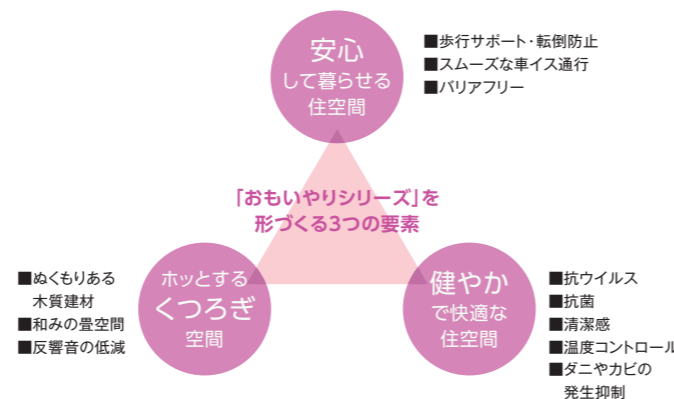 安心
して暮らせる
住空間
■歩行サポート・転倒防止
■スムーズな車イス通行
■バリアフリー
「おもいやりシリーズ」を
形づくる3つの要素
■ぬくもりある
木質建材
■和みの畳空間
■反響音の低減
ホッとする
くつろぎ
空間
健やか
で快適な
住空間
■抗ウイルス
■抗菌
■清潔感
■温度コントロール
■ダニやカビの
発生抑制